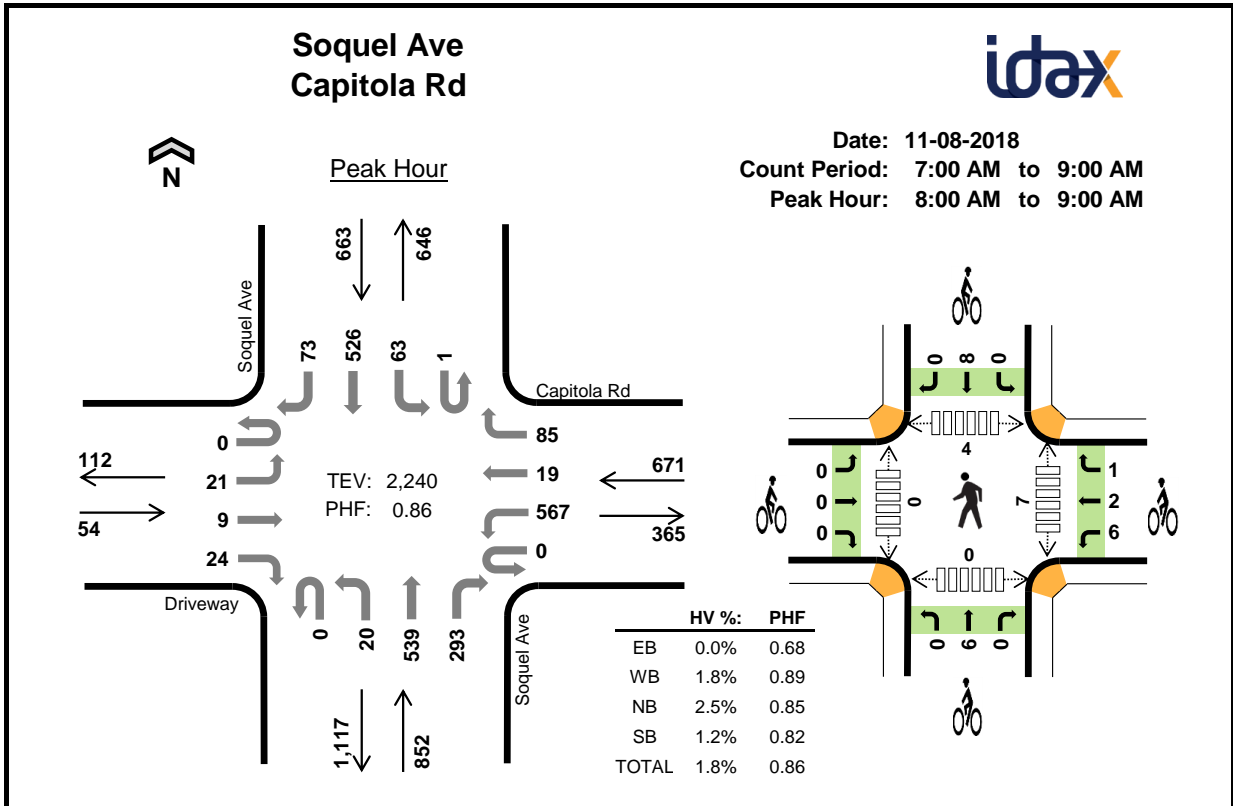 Soquel Ave
Capitola Rd
idax
Date: 11-08-2018
Count Period: 7:00 AM to 9:00 AM
Peak Hour: 8:00 AM to 9:00 AM
N
Peak Hour
663
646
Soquel Ave
73
526
63
1
Capitola Rd
0
21
9
24
112
54
TEV: 2,240
PHF: 0.86
85
19
567
0
671
365
Driveway
0
20
539
293
Soquel Ave
1,117
852
HV %: PHF
EB 0.0% 0.68
WB 1.8% 0.89
NB 2.5% 0.85
SB 1.2% 0.82
TOTAL 1.8% 0.86
0 8 0
4
0
0
0
0
7
1
2
6
0
0 6 0